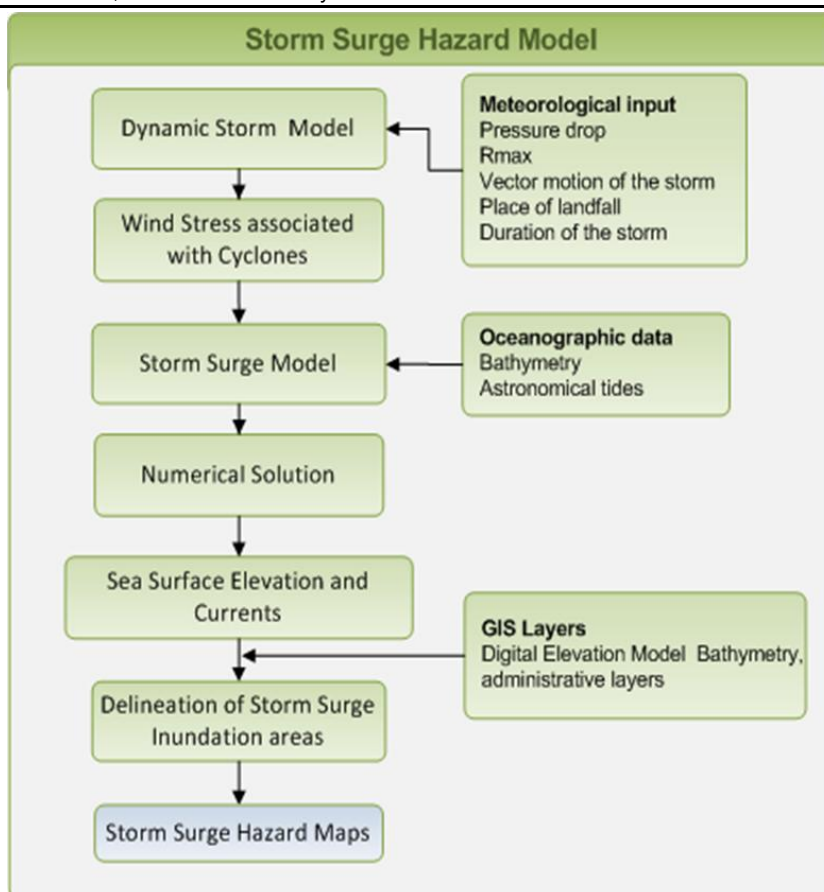 Storm Surge Hazard Model
Dynamic Storm Model
Meteorological input
Pressure drop
Rmax
Vector motion of the storm
Place of landfall
Duration of the storm
Wind Stress associated
with Cyclones
Storm Surge Model
Oceanographic data
Bathymetry
Astronomical tides
Numerical Solution
Sea Surface Elevation and
Currents
GIS Layers
Digital Elevation Model Bathymetry,
administrative layers
Delineation of Storm Surge
Inundation areas
Storm Surge Hazard Maps